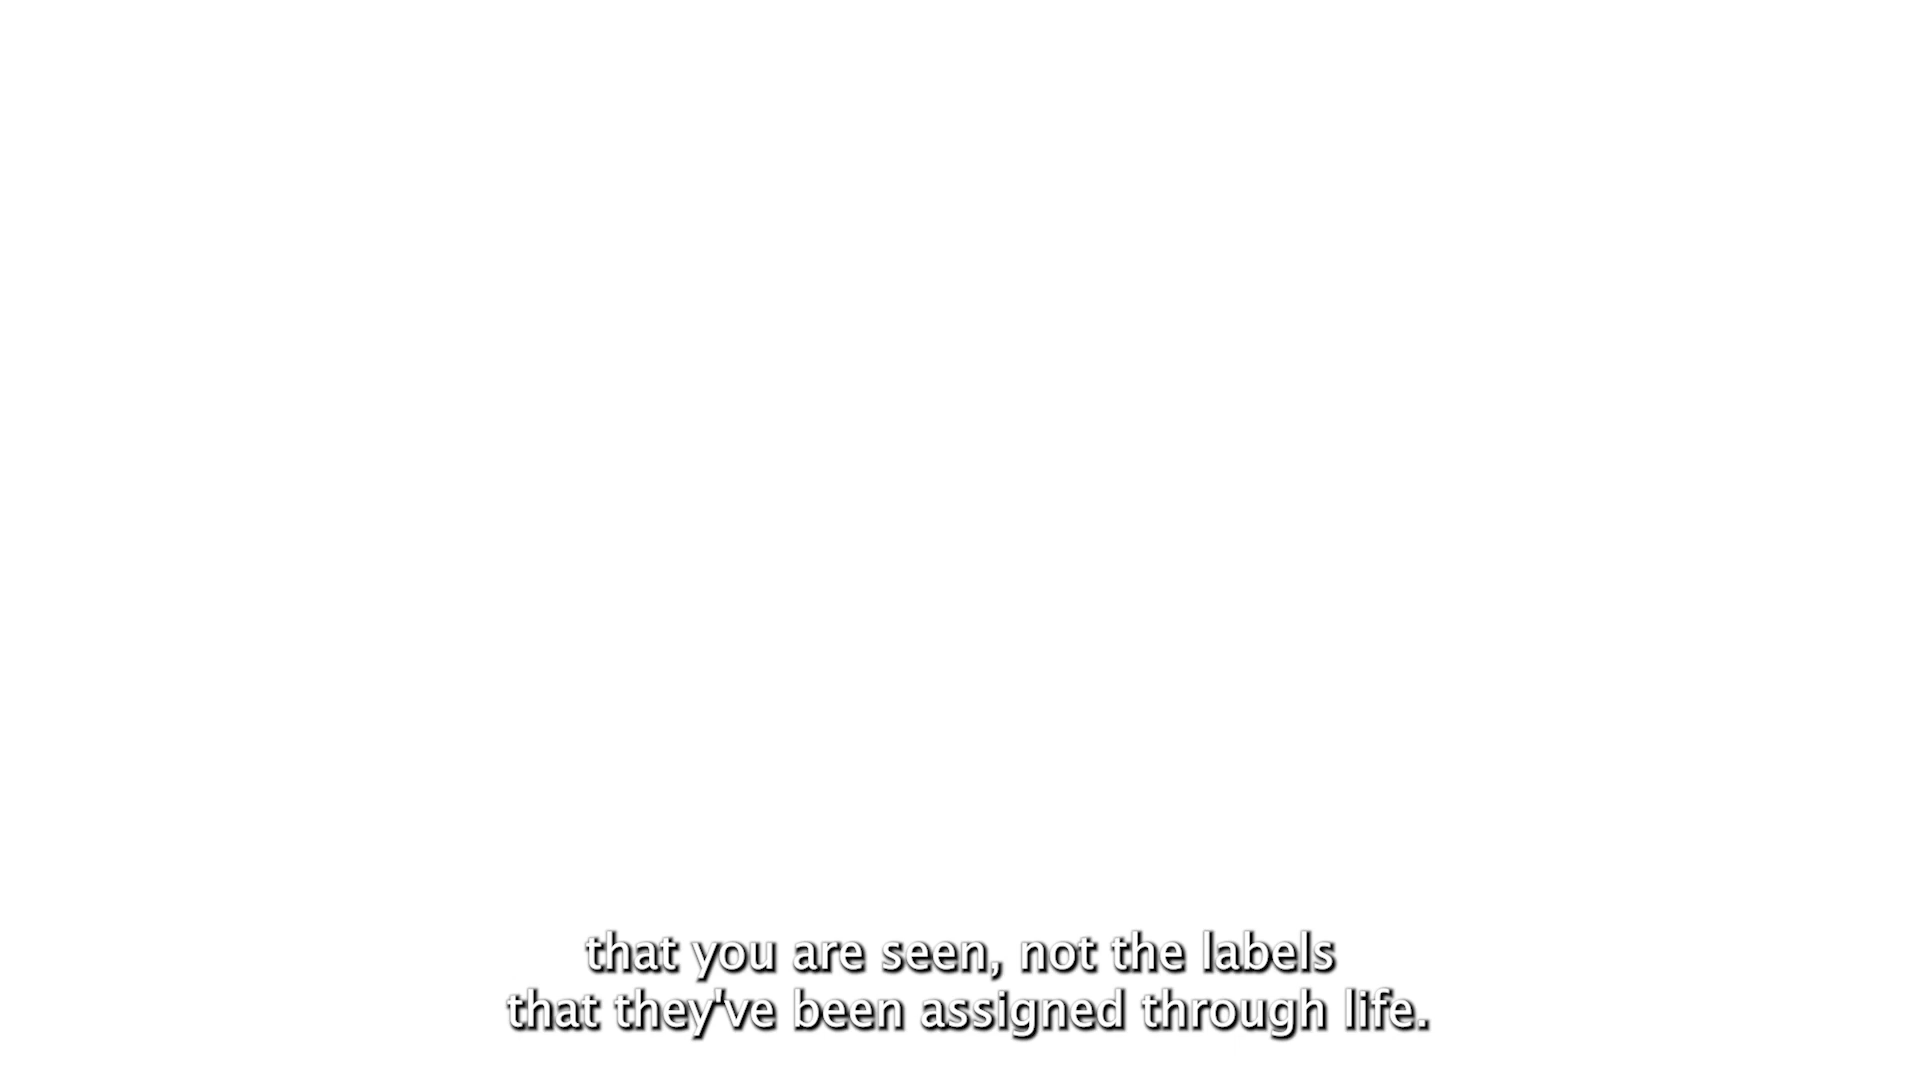 that you are seen, not the labels
that they've been assigned through life.